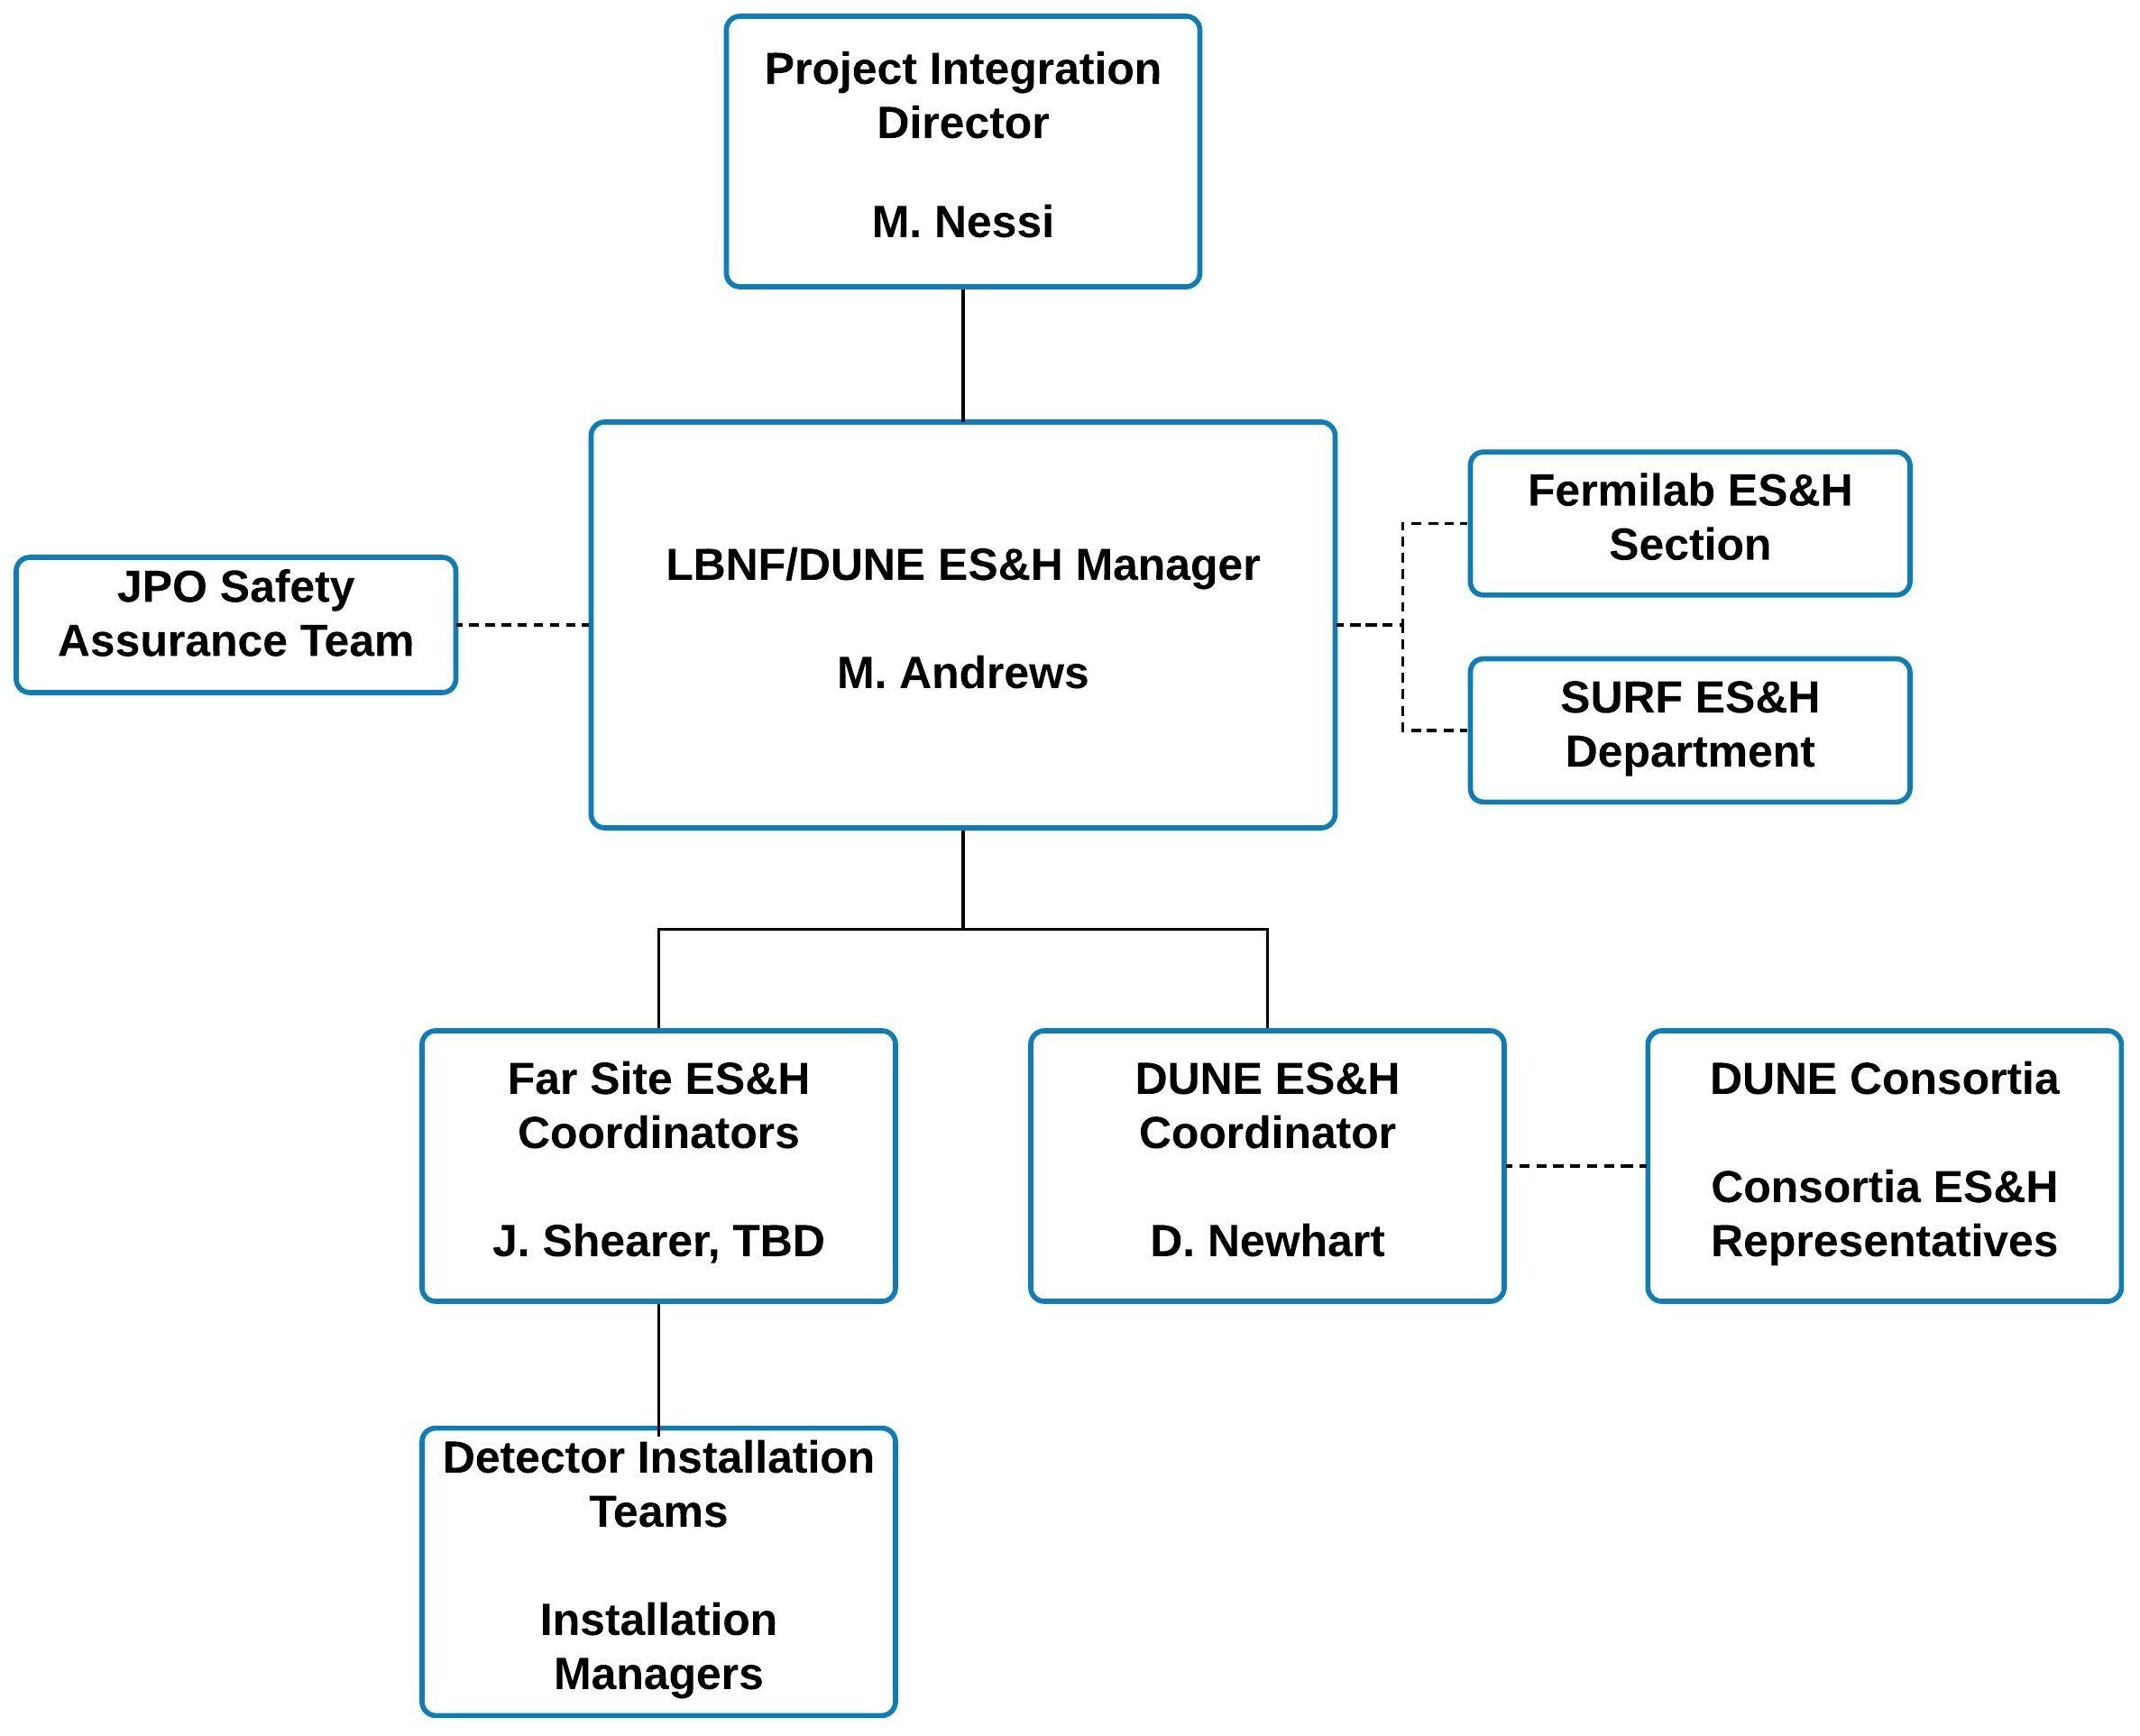 Project Integration
Director
M. Nessi
LBNF/DUNE ES&H Manager
M. Andrews
JPO Safety
Assurance Team
Fermilab ES&H
Section
SURF ES&H
Department
Far Site ES&H
Coordinators
J. Shearer, TBD
DUNE ES&H
Coordinator
D. Newhart
DUNE Consortia
Consortia ES&H
Representatives
Detector Installation
Teams
Installation
Managers